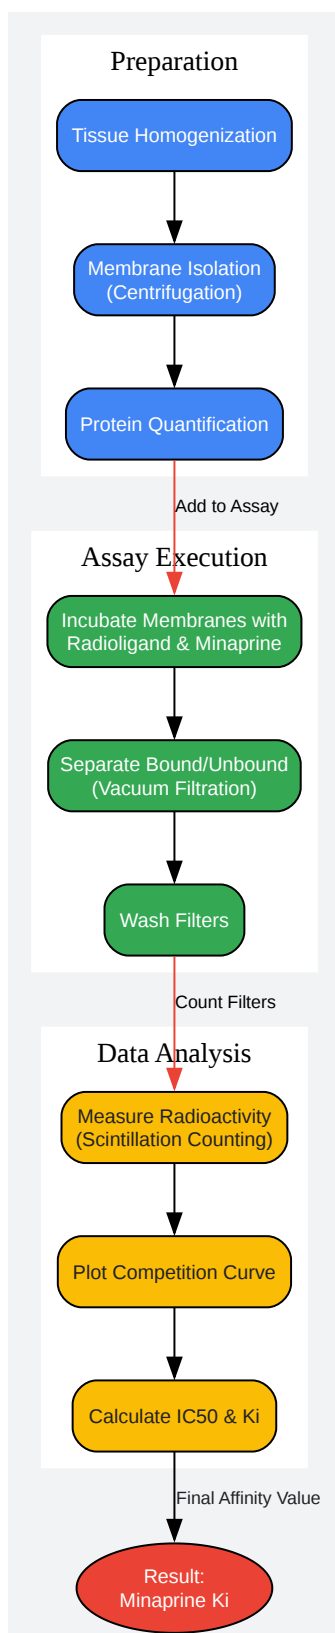 Preparation
Tissue Homogenization
Membrane Isolation
(Centrifugation)
Protein Quantification
Add to Assay
Assay Execution
Incubate Membranes with
Radioligand & Minaprine
Separate Bound/Unbound
(Vacuum Filtration)
Wash Filters
Count Filters
Data Analysis
Measure Radioactivity
(Scintillation Counting)
Plot Competition Curve
Calculate IC50 & Ki
Final Affinity Value
Result:
Minaprine Ki